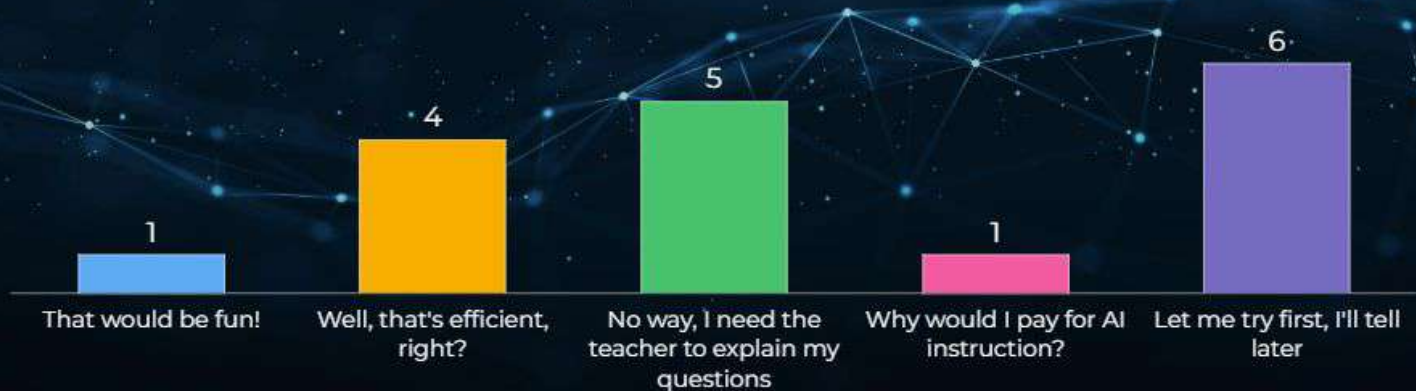 1
4
5
1
6
That would be fun!
Well, that's efficient,
right?
No way, I need the
teacher to explain my
questions
Why would I pay for AI
instruction?
Let me try first, I'll tell
later